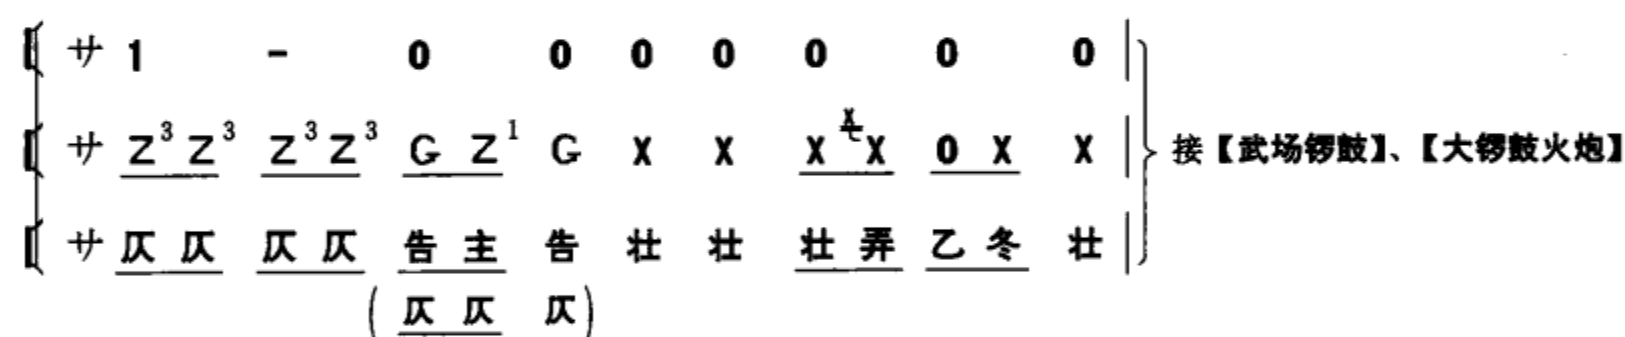 サ 1 - 0 0 0 0 0 0 0
サ Z³ Z³ Z³ Z³ G Z¹ G X X X X X 0 X X 接【武场锣鼓】、【大锣鼓火炮】
サ 仄 仄 仄 仄 告 主 告 壮 壮 壮 弄 乙 冬 壮
(仄 仄 仄)